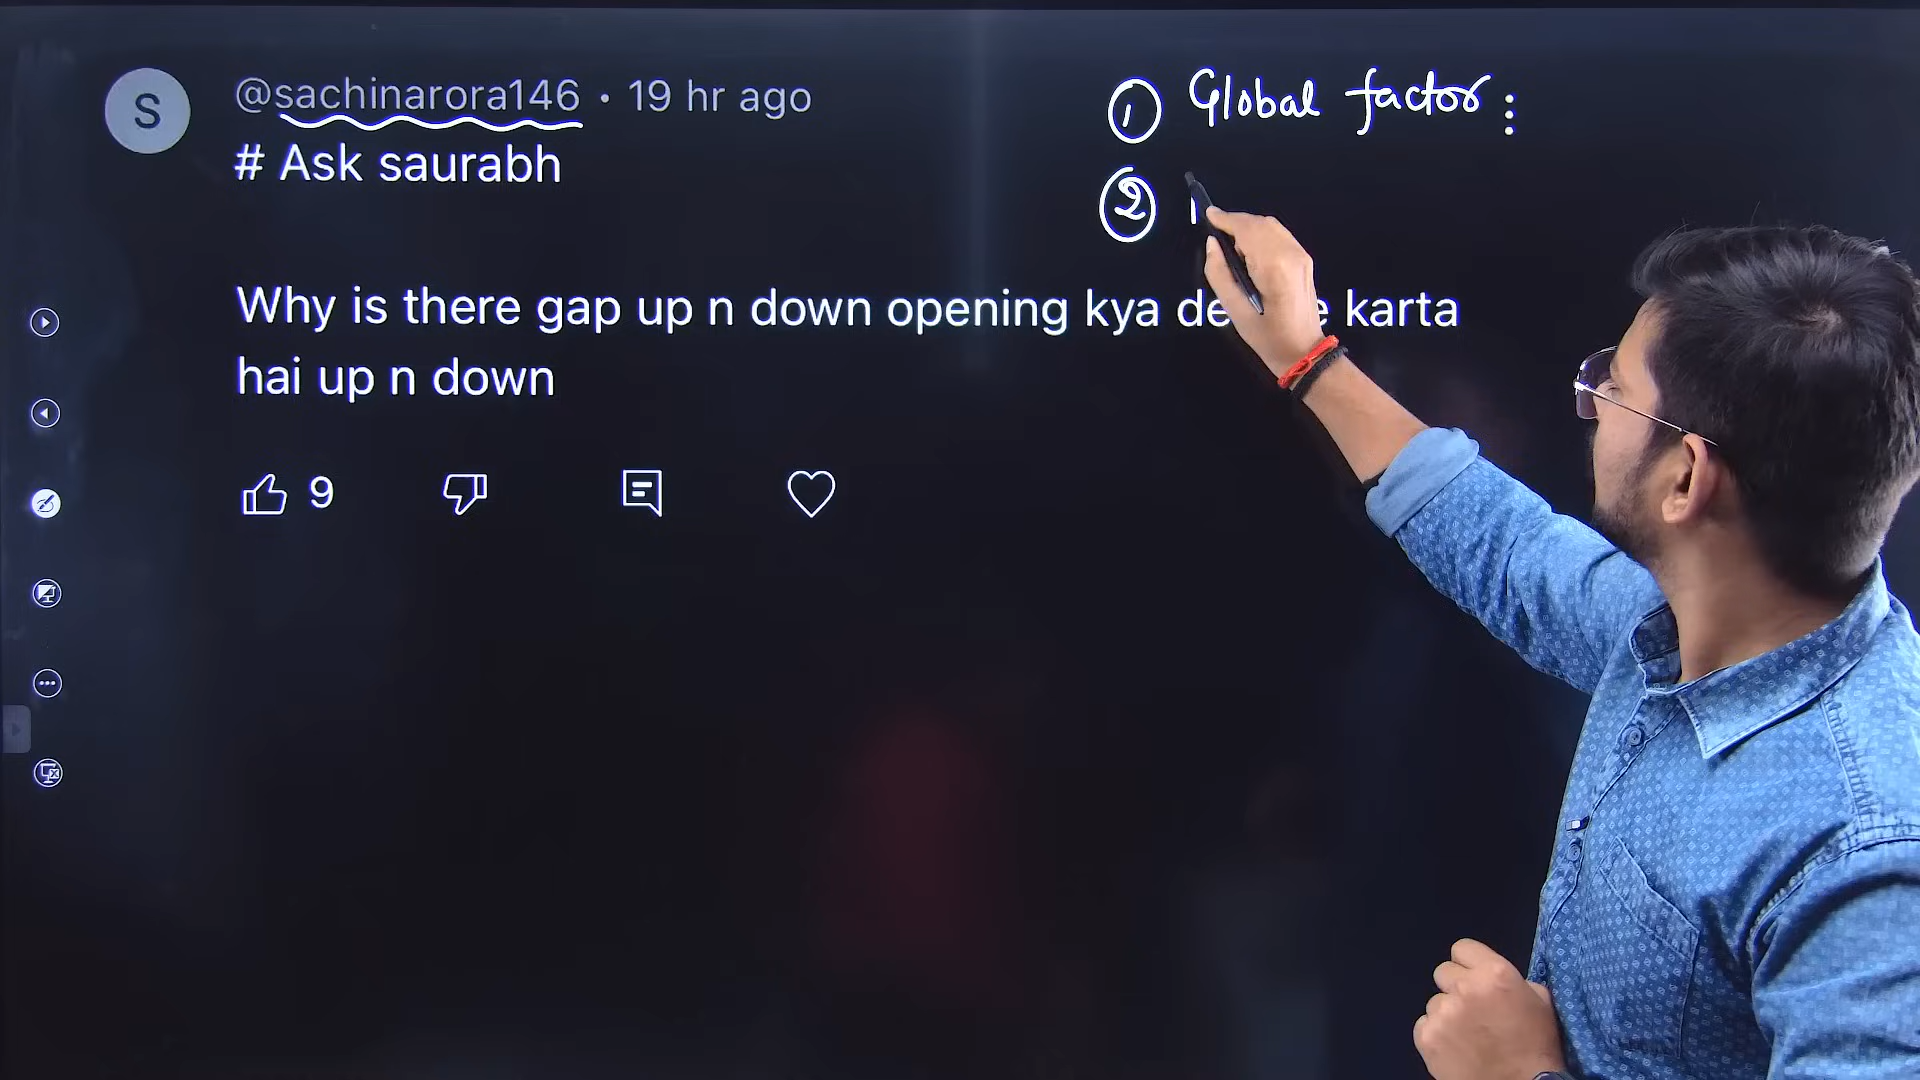 S
@sachinarora146 · 19 hr ago
# Ask saurabh
① Global factor :
②
Why is there gap up n down opening kya karta
hai up n down
9